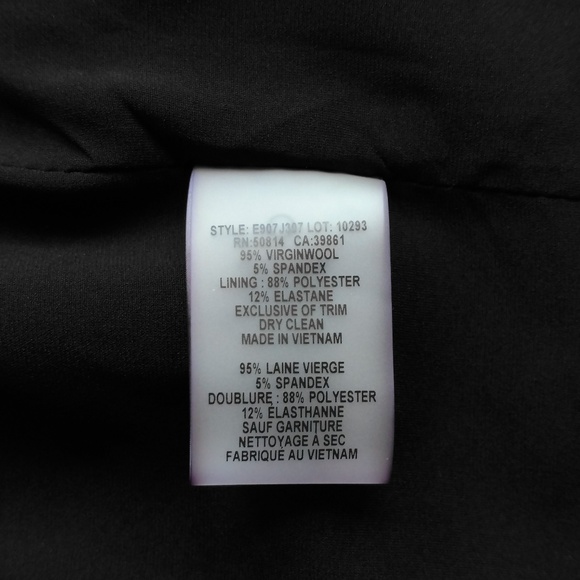 STYLE: E907J307 LOT: 10293
RN:50814 CA:39861
95% VIRGINWOOL
5% SPANDEX
LINING : 88% POLYESTER
12% ELASTANE
EXCLUSIVE OF TRIM
DRY CLEAN
MADE IN VIETNAM
95% LAINE VIERGE
5% SPANDEX
DOUBLURE : 88% POLYESTER
12% ÉLASTHANNE
SAUF GARNITURE
NETTOYAGE À SEC
FABRIQUÉ AU VIETNAM